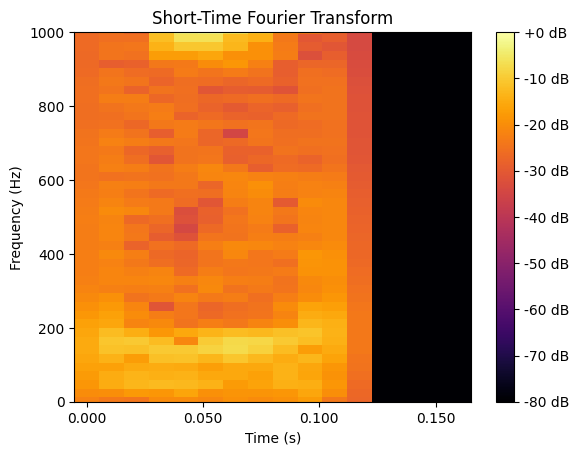 Short-Time Fourier Transform
1000
800
600
400
200
0
Frequency (Hz)
0.000
0.050
0.100
0.150
Time (s)
+0 dB
-10 dB
-20 dB
-30 dB
-40 dB
-50 dB
-60 dB
-70 dB
-80 dB